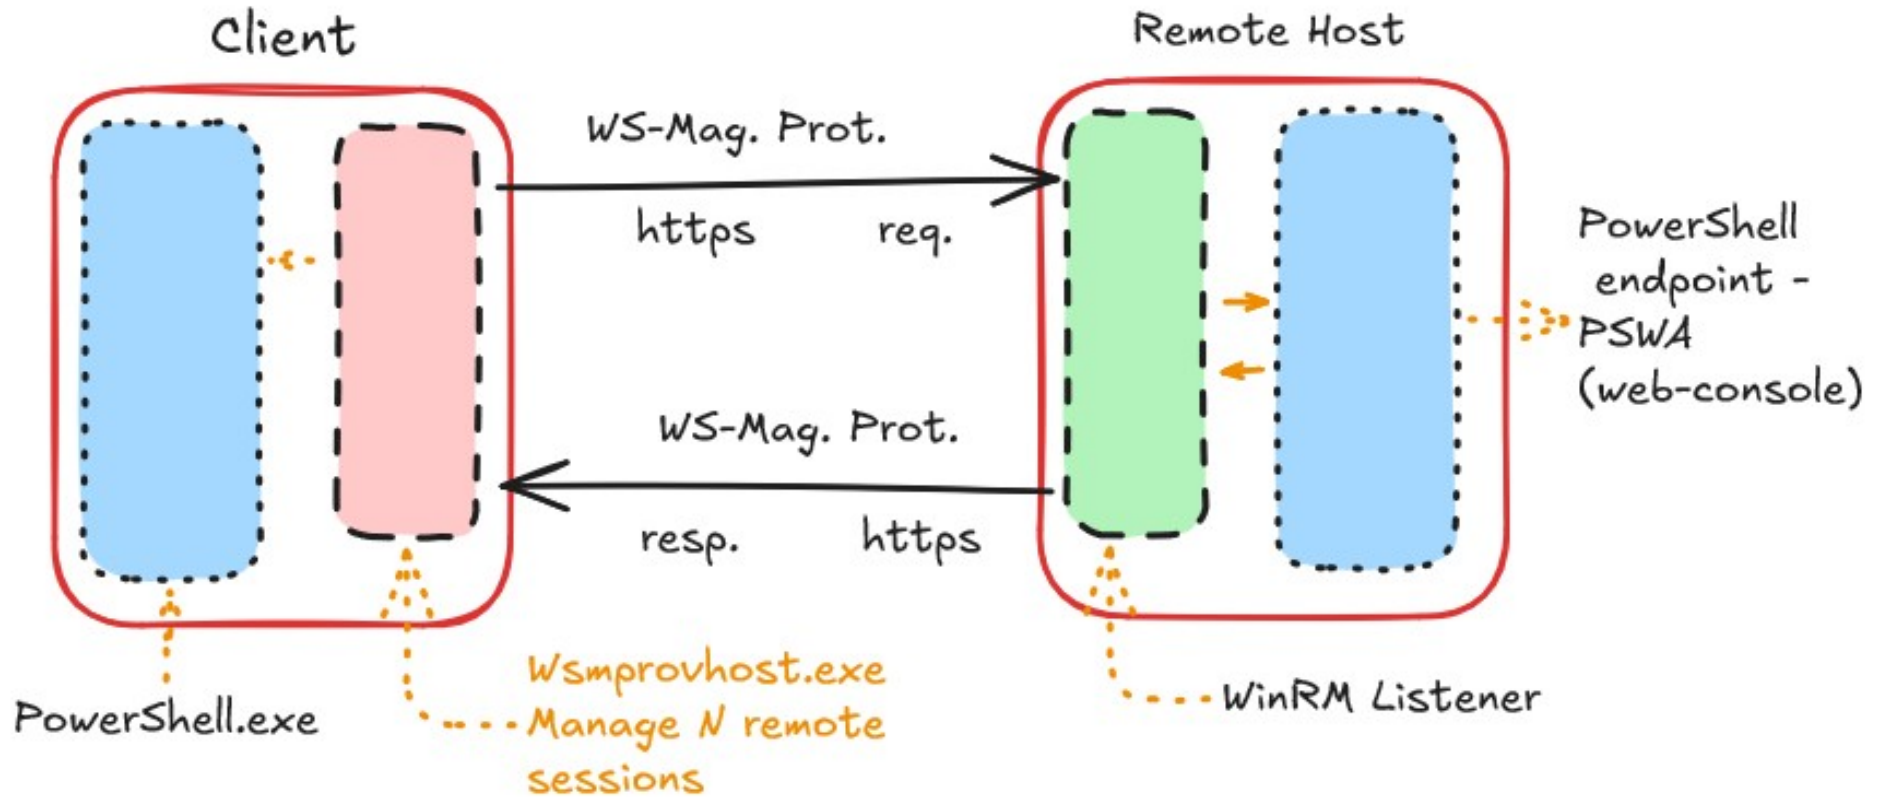 Client
Remote Host
WS-Mag. Prot.
https req.
PowerShell
endpoint -
PSWA
(web-console)
WS-Mag. Prot.
resp. https
Wsmprovhost.exe
Manage N remote
sessions
PowerShell.exe
WinRM Listener